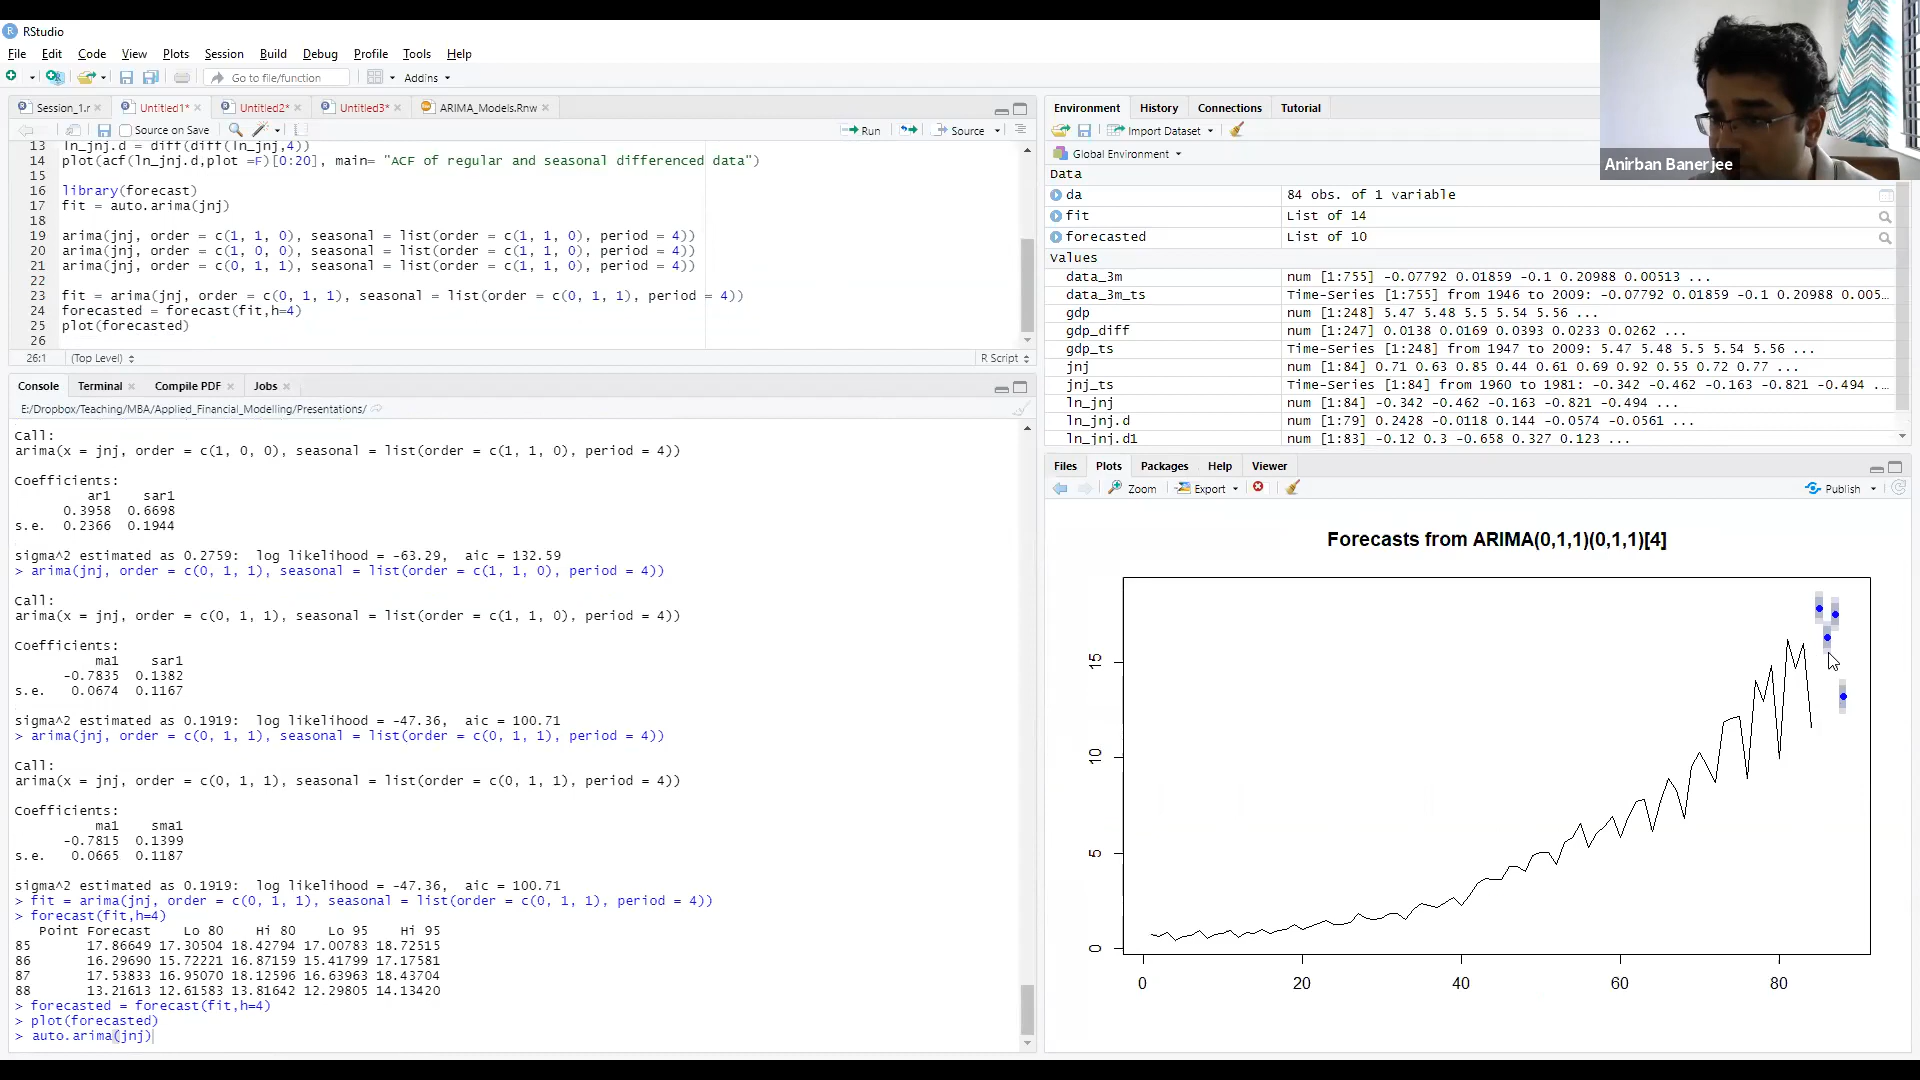 RStudio
File Edit Code View Plots Session Build Debug Profile Tools Help
Go to file/function Addins
Session_1.r Untitled1* Untitled2* Untitled3* ARIMA_Models.Rnw
Source on Save Run Source
13 ln_jnj.d = diff(diff(ln_jnj,4))
14 plot(acf(ln_jnj.d,plot =F)[0:20], main= "ACF of regular and seasonal differenced data")
15
16 library(forecast)
17 fit = auto.arima(jnj)
18
19 arima(jnj, order = c(1, 1, 0), seasonal = list(order = c(1, 1, 0), period = 4))
20 arima(jnj, order = c(1, 0, 0), seasonal = list(order = c(1, 1, 0), period = 4))
21 arima(jnj, order = c(0, 1, 1), seasonal = list(order = c(1, 1, 0), period = 4))
22
23 fit = arima(jnj, order = c(0, 1, 1), seasonal = list(order = c(0, 1, 1), period = 4))
24 forecasted = forecast(fit,h=4)
25 plot(forecasted)
26
26:1 (Top Level) R Script
Console Terminal Compile PDF Jobs
E:/Dropbox/Teaching/MBA/Applied_Financial_Modelling/Presentations/
Call:
arima(x = jnj, order = c(1, 0, 0), seasonal = list(order = c(1, 1, 0), period = 4))
Coefficients:
ar1 sar1
0.3958 0.6698
s.e. 0.2366 0.1944
sigma^2 estimated as 0.2759: log likelihood = -63.29, aic = 132.59
> arima(jnj, order = c(0, 1, 1), seasonal = list(order = c(1, 1, 0), period = 4))
Call:
arima(x = jnj, order = c(0, 1, 1), seasonal = list(order = c(1, 1, 0), period = 4))
Coefficients:
ma1 sar1
-0.7835 0.1382
s.e. 0.0674 0.1167
sigma^2 estimated as 0.1919: log likelihood = -47.36, aic = 100.71
> arima(jnj, order = c(0, 1, 1), seasonal = list(order = c(0, 1, 1), period = 4))
Call:
arima(x = jnj, order = c(0, 1, 1), seasonal = list(order = c(0, 1, 1), period = 4))
Coefficients:
ma1 sma1
-0.7815 0.1399
s.e. 0.0665 0.1187
sigma^2 estimated as 0.1919: log likelihood = -47.36, aic = 100.71
> fit = arima(jnj, order = c(0, 1, 1), seasonal = list(order = c(0, 1, 1), period = 4))
> forecast(fit,h=4)
Point Forecast Lo 80 Hi 80 Lo 95 Hi 95
85 17.86649 17.30504 18.42794 17.00783 18.72515
86 16.29690 15.72221 16.87159 15.41799 17.17581
87 17.53833 16.95070 18.12596 16.63963 18.43704
88 13.21613 12.61583 13.81642 12.29805 14.13420
> forecasted = forecast(fit,h=4)
> plot(forecasted)
> auto.arima(jnj)
Environment History Connections Tutorial
Import Dataset
Global Environment
Data
da 84 obs. of 1 variable
fit List of 14
forecasted List of 10
Values
data_3m num [1:755] -0.07792 0.01859 -0.1 0.20988 0.00513 ...
data_3m_ts Time-Series [1:755] from 1946 to 2009: -0.07792 0.01859 -0.1 0.20988 0.005…
gdp num [1:248] 5.47 5.48 5.5 5.54 5.56 ...
gdp_diff num [1:247] 0.0138 0.0169 0.0393 0.0233 0.0262 ...
gdp_ts Time-Series [1:248] from 1947 to 2009: 5.47 5.48 5.5 5.54 5.56 ...
jnj num [1:84] 0.71 0.63 0.85 0.44 0.61 0.69 0.92 0.55 0.72 0.77 ...
jnj_ts Time-Series [1:84] from 1960 to 1981: -0.342 -0.462 -0.163 -0.821 -0.494 ...
ln_jnj num [1:84] -0.342 -0.462 -0.163 -0.821 -0.494 ...
ln_jnj.d num [1:79] 0.2428 -0.0118 0.144 -0.0574 -0.0561 ...
ln_jnj.d1 num [1:83] -0.12 0.3 -0.658 0.327 0.123 ...
Files Plots Packages Help Viewer
Zoom Export Publish
Forecasts from ARIMA(0,1,1)(0,1,1)[4]
15
10
5
0
0 20 40 60 80
Anirban Banerjee